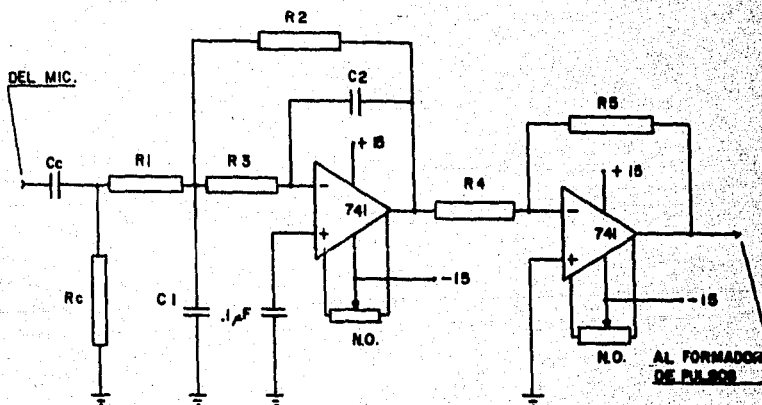 R2
DEL MIC.
C2
R5
+15
Cc
R1
R3
+15
R4
-
741
-
741
+
+
-15
Rc
C1
.1µF
-15
N.O.
N.O.
AL FORMADOR
DE PULSOS